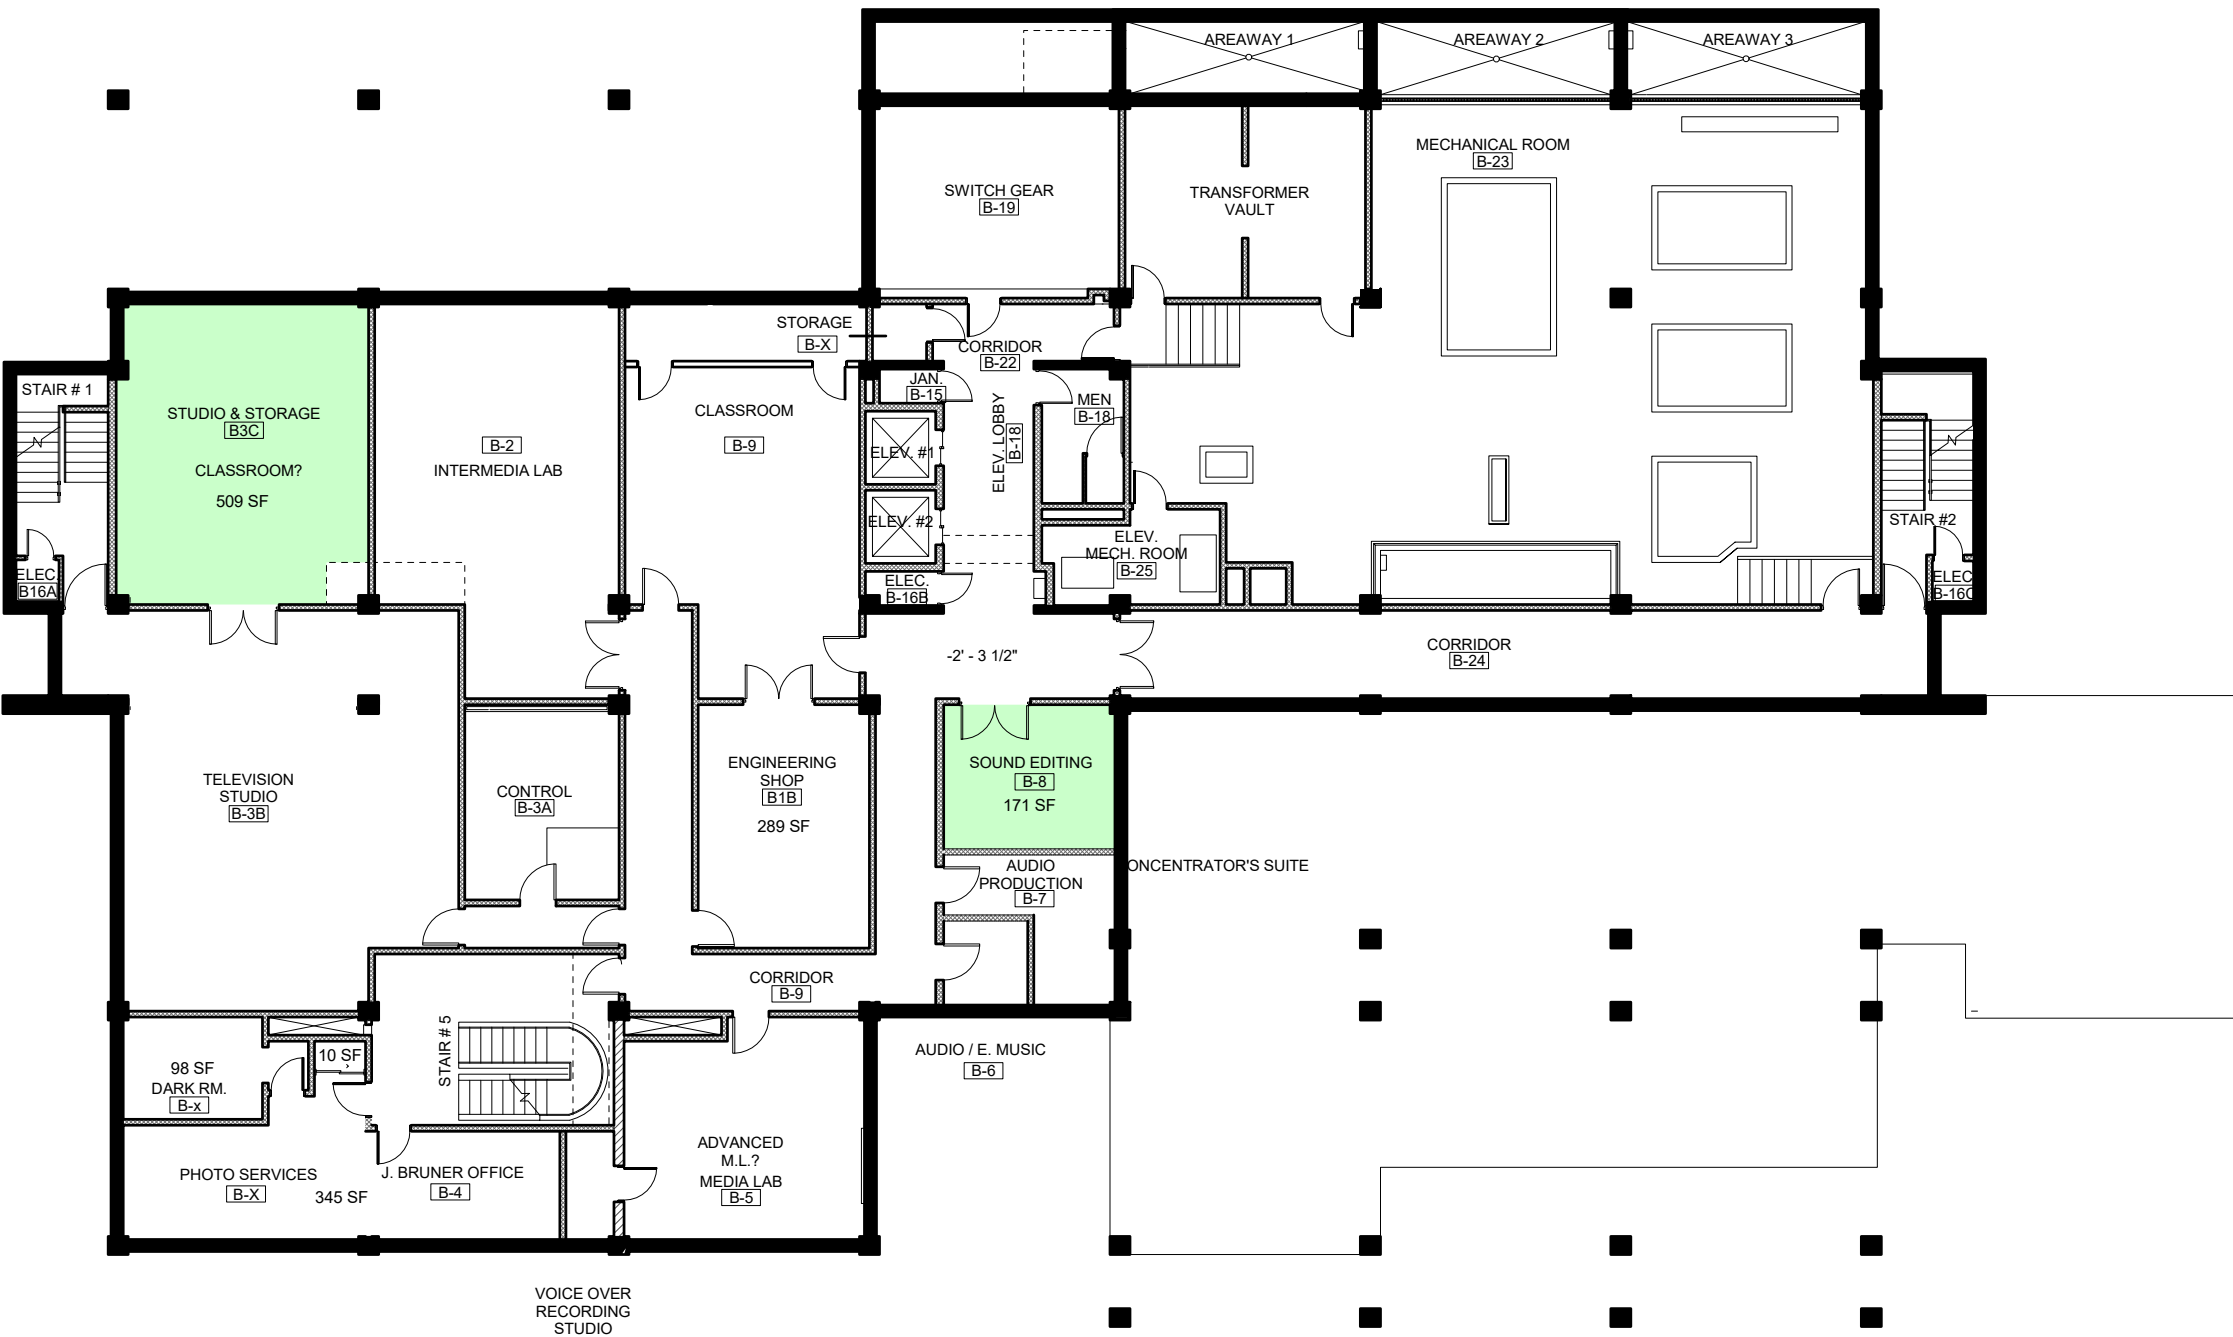 AREAWAY 1
AREAWAY 2
AREAWAY 3
MECHANICAL ROOM
B-23
SWITCH GEAR
B-19
TRANSFORMER
VAULT
STORAGE
B-X
CORRIDOR
B-22
STAIR # 1
JAN.
B-15
MEN
B-18
ELEV. LOBBY
B-18
STUDIO & STORAGE
B3C
CLASSROOM?
509 SF
B-2
INTERMEDIA LAB
CLASSROOM
B-9
ELEV. #1
ELEV. #2
ELEV.
MECH. ROOM
B-25
STAIR #2
ELEC.
B16A
ELEC.
B-16B
ELEC
B-16C
-2' - 3 1/2"
CORRIDOR
B-24
TELEVISION
STUDIO
B-3B
CONTROL
B-3A
ENGINEERING
SHOP
B1B
289 SF
SOUND EDITING
B-8
171 SF
AUDIO
PRODUCTION
B-7
ONCENTRATOR'S SUITE
CORRIDOR
B-9
STAIR # 5
10 SF
98 SF
DARK RM.
B-x
AUDIO / E. MUSIC
B-6
PHOTO SERVICES
B-X
345 SF
J. BRUNER OFFICE
B-4
ADVANCED
M.L.?
MEDIA LAB
B-5
VOICE OVER
RECORDING
STUDIO